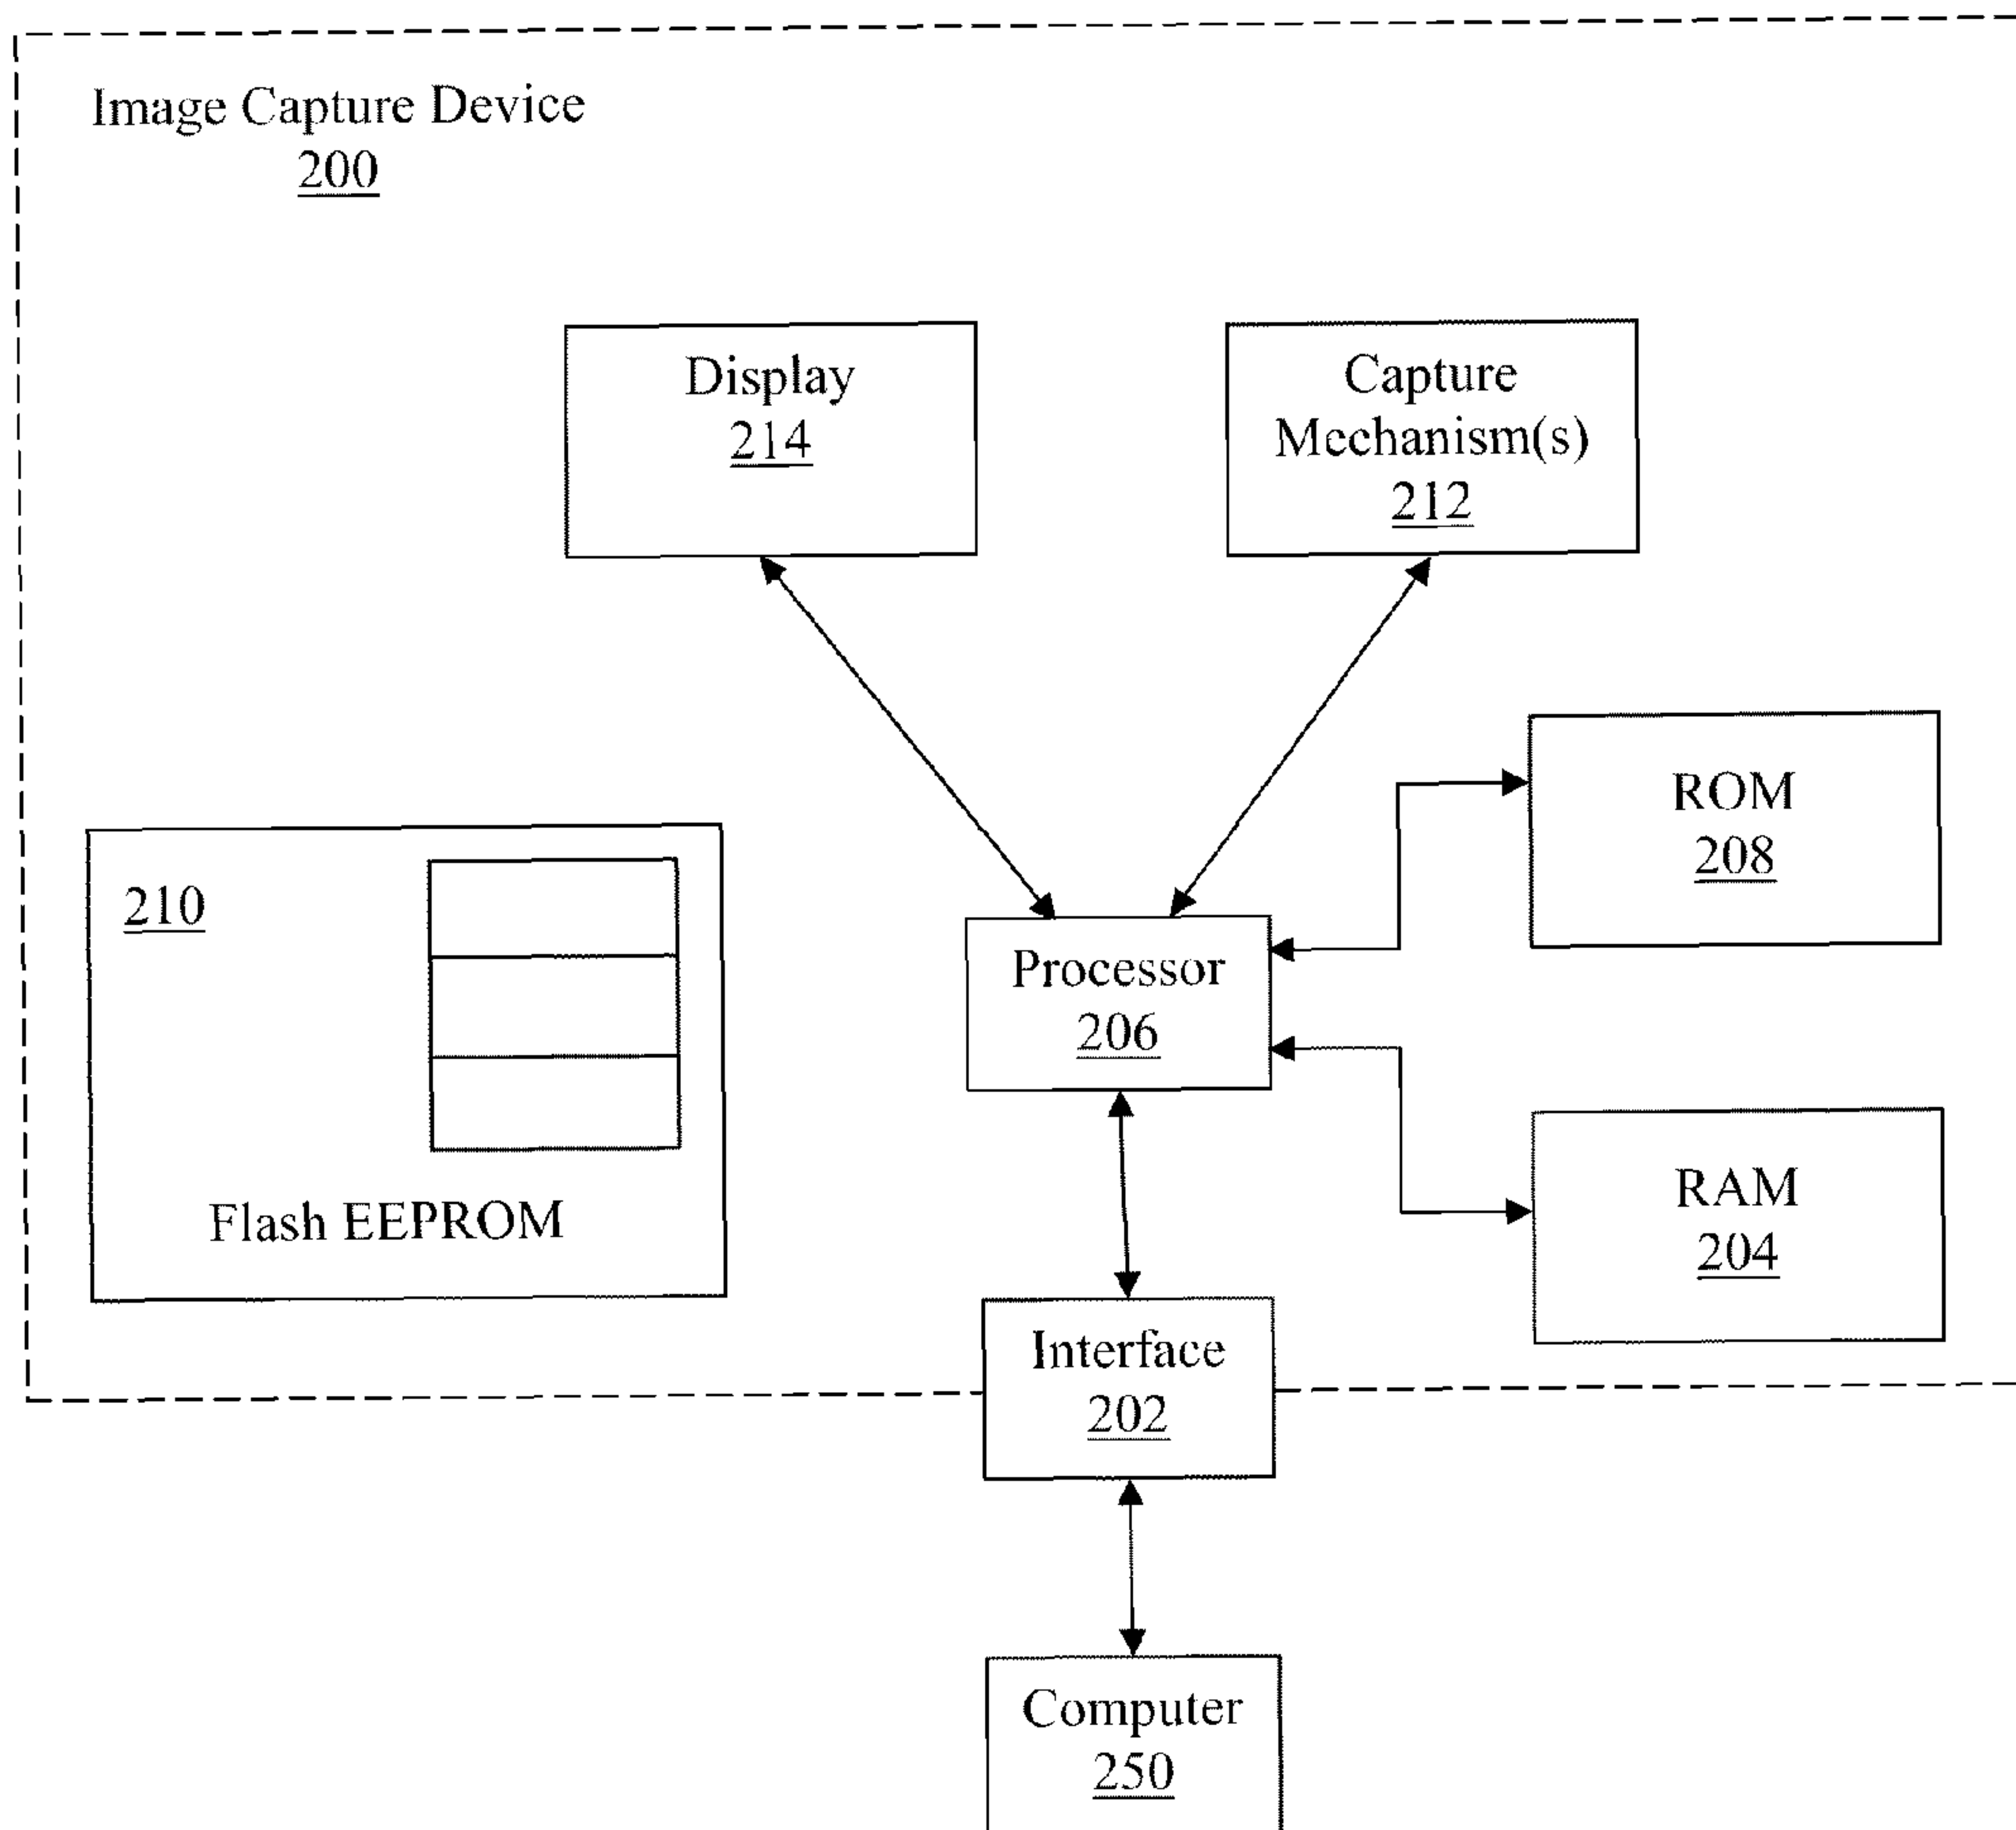 Image Capture Device
200
Display
214
Capture
Mechanism(s)
212
ROM
208
210
Processor
206
Flash EEPROM
RAM
204
Interface
202
Computer
250